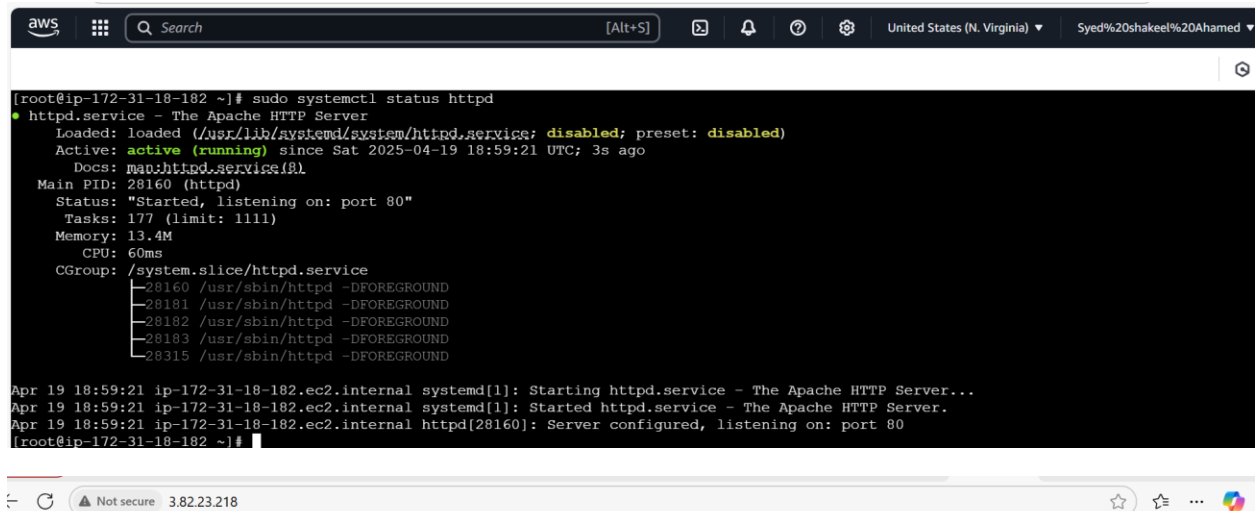 aws Search [Alt+S] United States (N. Virginia) ▼ Syed%20shakeel%20Ahamed ▼
[root@ip-172-31-18-182 ~]# sudo systemctl status httpd
● httpd.service - The Apache HTTP Server
Loaded: loaded (/usr/lib/systemd/system/httpd.service; disabled; preset: disabled)
Active: active (running) since Sat 2025-04-19 18:59:21 UTC; 3s ago
Docs: man:httpd.service(8)
Main PID: 28160 (httpd)
Status: "Started, listening on: port 80"
Tasks: 177 (limit: 1111)
Memory: 13.4M
CPU: 60ms
CGroup: /system.slice/httpd.service
├─28160 /usr/sbin/httpd -DFOREGROUND
├─28181 /usr/sbin/httpd -DFOREGROUND
├─28182 /usr/sbin/httpd -DFOREGROUND
├─28183 /usr/sbin/httpd -DFOREGROUND
└─28315 /usr/sbin/httpd -DFOREGROUND
Apr 19 18:59:21 ip-172-31-18-182.ec2.internal systemd[1]: Starting httpd.service - The Apache HTTP Server...
Apr 19 18:59:21 ip-172-31-18-182.ec2.internal systemd[1]: Started httpd.service - The Apache HTTP Server.
Apr 19 18:59:21 ip-172-31-18-182.ec2.internal httpd[28160]: Server configured, listening on: port 80
[root@ip-172-31-18-182 ~]#
Not secure 3.82.23.218